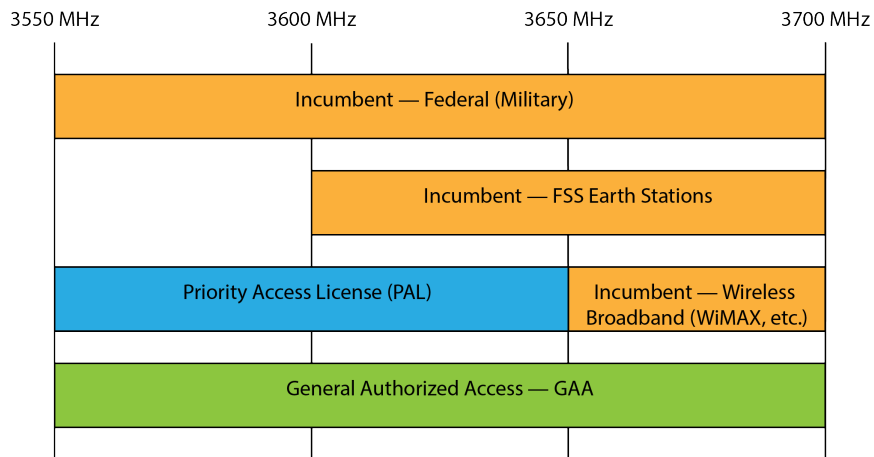 3550 MHz
3600 MHz
3650 MHz
3700 MHz
Incumbent — Federal (Military)
Incumbent — FSS Earth Stations
Priority Access License (PAL)
Incumbent — Wireless
Broadband (WiMAX, etc.)
General Authorized Access — GAA